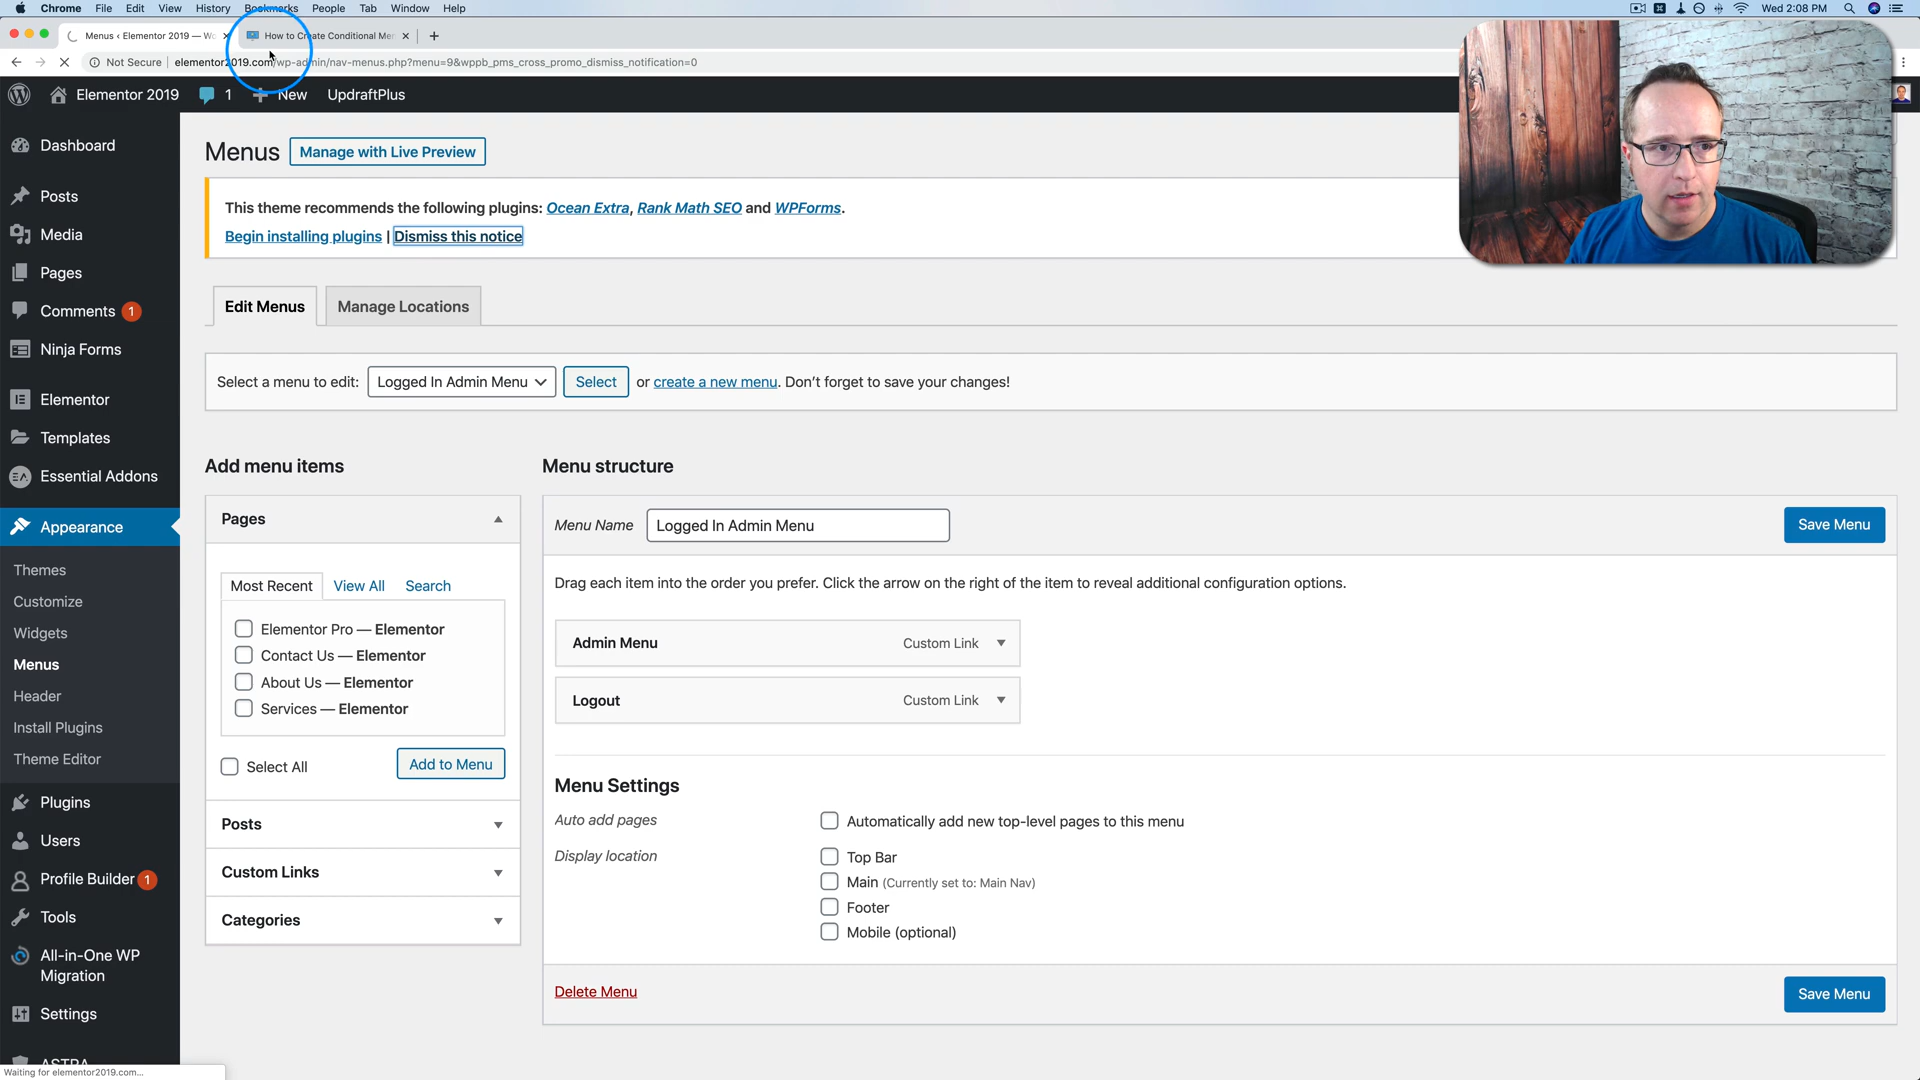 Chrome File Edit View History Bookmarks People Tab Window Help Wed 2:08 PM
Menus ‹ Elementor 2019 — Wo
How to Create Conditional Men
Not Secure elementor2019.com/wp-admin/nav-menus.php?menu=9&wppb_pms_cross_promo_dismiss_notification=0
Elementor 2019 1 New UpdraftPlus
Dashboard
Posts
Media
Pages
Comments 1
Ninja Forms
Elementor
Templates
Essential Addons
Appearance
Themes
Customize
Widgets
Menus
Header
Install Plugins
Theme Editor
Plugins
Users
Profile Builder 1
Tools
All-in-One WP
Migration
Settings
ASTRA
Waiting for elementor2019.com...
Menus Manage with Live Preview
This theme recommends the following plugins: Ocean Extra, Rank Math SEO and WPForms.
Begin installing plugins | Dismiss this notice
Edit Menus Manage Locations
Select a menu to edit: Logged In Admin Menu Select or create a new menu. Don’t forget to save your changes!
Add menu items
Pages
Most Recent View All Search
Elementor Pro — Elementor
Contact Us — Elementor
About Us — Elementor
Services — Elementor
Select All Add to Menu
Posts
Custom Links
Categories
Menu structure
Menu Name Logged In Admin Menu Save Menu
Drag each item into the order you prefer. Click the arrow on the right of the item to reveal additional configuration options.
Admin Menu Custom Link
Logout Custom Link
Menu Settings
Auto add pages Automatically add new top-level pages to this menu
Display location Top Bar
Main (Currently set to: Main Nav)
Footer
Mobile (optional)
Delete Menu Save Menu